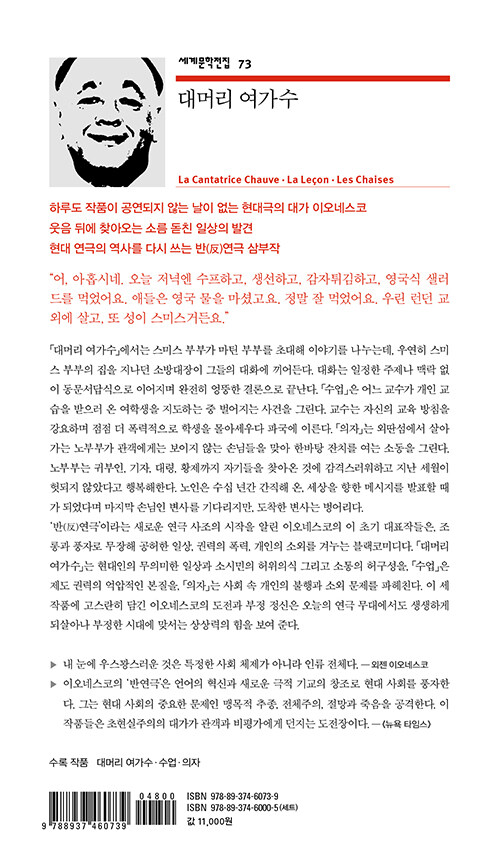 세계문학전집 73
대머리 여가수
La Cantatrice Chauve · La Leçon · Les Chaises
하루도 작품이 공연되지 않는 날이 없는 현대극의 대가 이오네스코
웃음 뒤에 찾아오는 소름 돋친 일상의 발견
현대 연극의 역사를 다시 쓰는 반(反)연극 삼부작
“어, 아홉시네. 오늘 저녁엔 수프하고, 생선하고, 감자튀김하고, 영국식 샐러
드를 먹었어요. 애들은 영국 물을 마셨고요. 정말 잘 먹었어요. 우린 런던 교
외에 살고, 또 성이 스미스거든요.”
「대머리 여가수」에서는 스미스 부부가 마틴 부부를 초대해 이야기를 나누는데, 우연히 스미
스 부부의 집을 지나던 소방대장이 그들의 대화에 끼어든다. 대화는 일정한 주제나 맥락 없
이 동문서답식으로 이어지며 완전히 엉뚱한 결론으로 끝난다. 「수업」은 어느 교수가 개인 교
습을 받으러 온 여학생을 지도하는 중 벌어지는 사건을 그린다. 교수는 자신의 교육 방침을
강요하며 점점 더 폭력적으로 학생을 몰아세우다 파국에 이른다. 「의자」는 외딴섬에서 살아
가는 노부부가 관객에게는 보이지 않는 손님들을 맞아 한바탕 잔치를 여는 소동을 그린다.
노부부는 귀부인, 기자, 대령, 황제까지 자기들을 찾아온 것에 감격스러워하고 지난 세월이
헛되지 않았다고 행복해한다. 노인은 수십 년간 간직해 온, 세상을 향한 메시지를 발표할 때
가 되었다며 마지막 손님인 변사를 기다리지만, 도착한 변사는 벙어리다.
‘반(反)연극’이라는 새로운 연극 사조의 시작을 알린 이오네스코의 이 초기 대표작들은, 조
롱과 풍자로 무장해 공허한 일상, 권력의 폭력, 개인의 소외를 겨누는 블랙코미디다. 「대머리
여가수」는 현대인의 무의미한 일상과 소시민의 허위의식 그리고 소통의 허구성을, 「수업」은
제도 권력의 억압적인 본질을, 「의자」는 사회 속 개인의 불행과 소외 문제를 파헤친다. 이 세
작품에 고스란히 담긴 이오네스코의 도전과 부정 정신은 오늘의 연극 무대에서도 생생하게
되살아나 부정한 시대에 맞서는 상상력의 힘을 보여 준다.
▶ 내 눈에 우스꽝스러운 것은 특정한 사회 체제가 아니라 인류 전체다. — 외젠 이오네스코
▶ 이오네스코의 ‘반연극’은 언어의 혁신과 새로운 극적 기교의 창조로 현대 사회를 풍자한
다. 그는 현대 사회의 중요한 문제인 맹목적 추종, 전체주의, 절망과 죽음을 공격한다. 이
작품들은 초현실주의의 대가가 관객과 비평가에게 던지는 도전장이다. — 《뉴욕 타임스》
수록 작품 대머리 여가수 · 수업 · 의자
04800
9 788937 460739
ISBN 978-89-374-6073-9
ISBN 978-89-374-6000-5 (세트)
값 11,000원